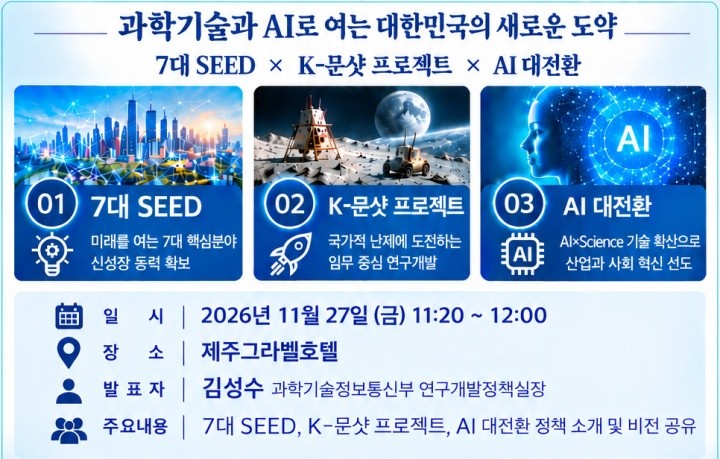 과학기술과 AI로 여는 대한민국의 새로운 도약
7대 SEED × K-문샷 프로젝트 × AI 대전환
01 7대 SEED
미래를 여는 7대 핵심분야
신성장 동력 확보
02 K-문샷 프로젝트
국가적 난제에 도전하는
임무 중심 연구개발
AI
03 AI 대전환
AI
AI×Science 기술 확산으로
산업과 사회 혁신 선도
일 시 | 2026년 11월 27일 (금) 11:20 ~ 12:00
장 소 | 제주그라벨호텔
발 표 자 | 김성수 과학기술정보통신부 연구개발정책실장
주요내용 | 7대 SEED, K-문샷 프로젝트, AI 대전환 정책 소개 및 비전 공유